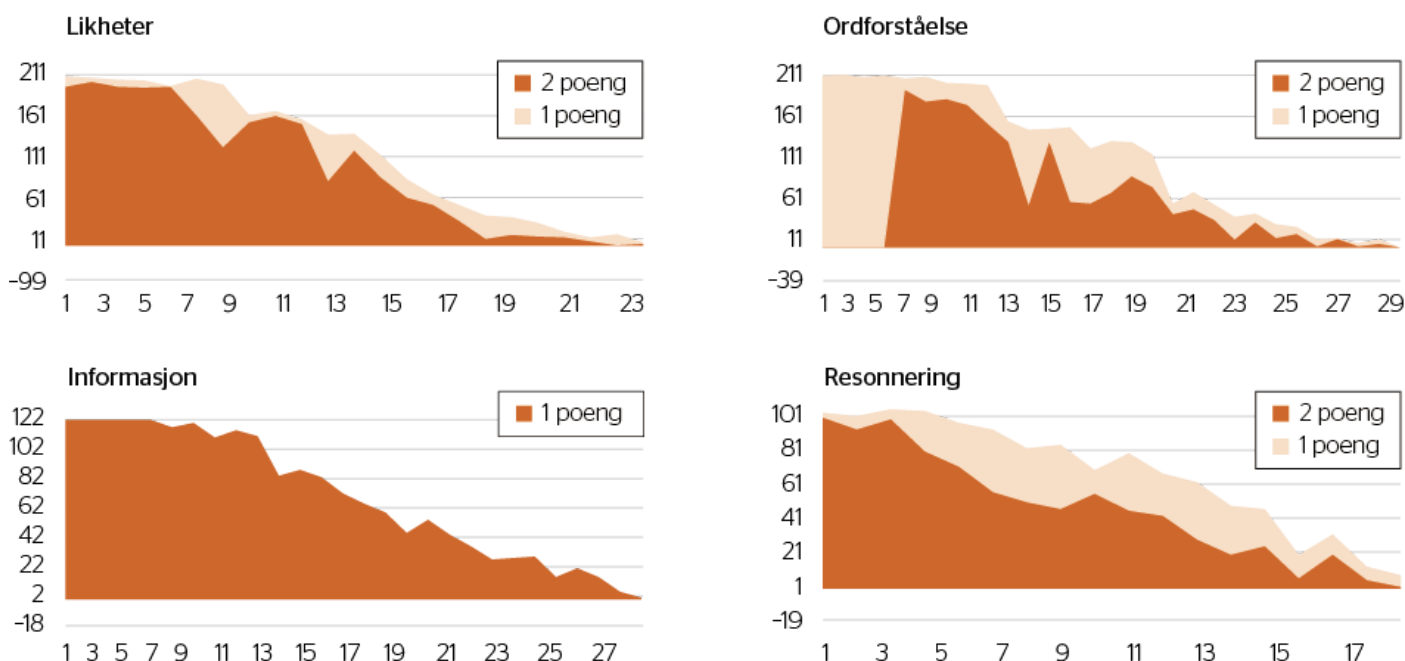 Likheter
211
161
111
61
11
−99
1 3 5 7 9 11 13 15 17 19 21 23
2 poeng
1 poeng
Ordforståelse
211
161
111
61
11
−39
1 3 5 7 9 11 13 15 17 19 21 23 25 27 29
2 poeng
1 poeng
Informasjon
122
102
82
62
42
22
2
−18
1 3 5 7 9 11 13 15 17 19 21 23 25 27
1 poeng
Resonnering
101
81
61
41
21
1
−19
1 3 5 7 9 11 13 15 17
2 poeng
1 poeng